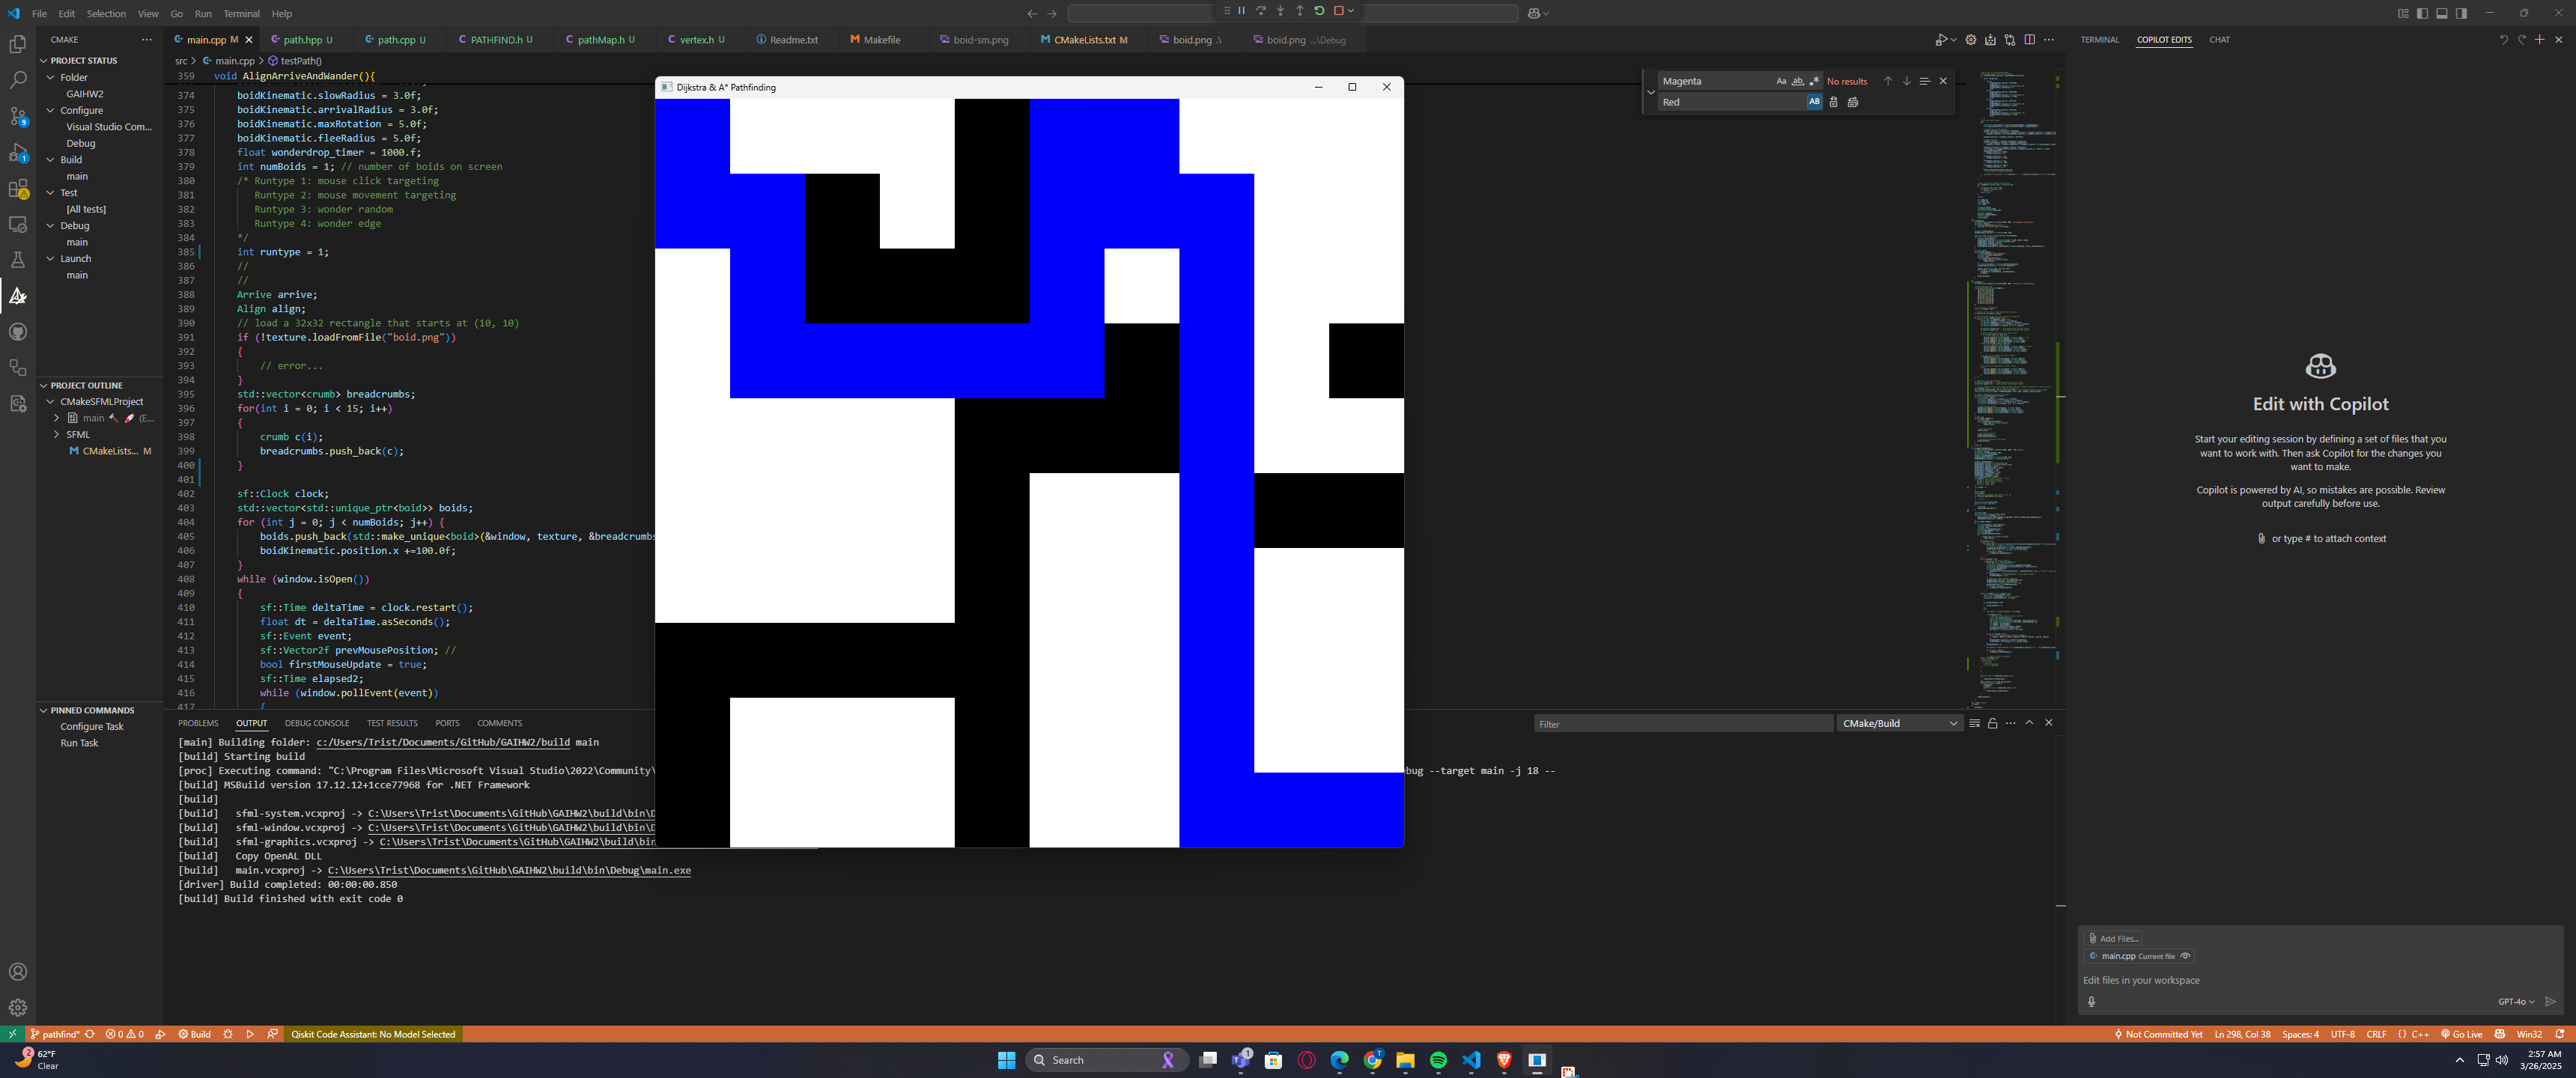 File Edit Selection View Go Run Terminal Help
CMAKE
PROJECT STATUS
Folder
GAIHW2
Configure
Visual Studio Com...
Debug
Build
main
Test
[All tests]
Debug
main
Launch
main
PROJECT OUTLINE
CMakeSFMLProject
main
SFML
CMakeLists... M
PINNED COMMANDS
Configure Task
Run Task
main.cpp M path.hpp U path.cpp U PATHFIND.h U pathMap.h U vertex.h U Readme.txt Makefile boid-sm.png CMakeLists.txt M boid.png .\ boid.png ...\Debug
src > main.cpp > testPath()
359 void AlignArriveAndWander(){
374 boidKinematic.slowRadius = 3.0f;
375 boidKinematic.arrivalRadius = 3.0f;
376 boidKinematic.maxRotation = 5.0f;
377 boidKinematic.fleeRadius = 5.0f;
378 float wonderdrop_timer = 1000.f;
379 int numBoids = 1; // number of boids on screen
380 /* Runtype 1: mouse click targeting
381 Runtype 2: mouse movement targeting
382 Runtype 3: wonder random
383 Runtype 4: wonder edge
384 */
385 int runtype = 1;
386 //
387 //
388 Arrive arrive;
389 Align align;
390 // load a 32x32 rectangle that starts at (10, 10)
391 if (!texture.loadFromFile("boid.png"))
392 {
393 // error...
394 }
395 std::vector<crumb> breadcrumbs;
396 for(int i = 0; i < 15; i++)
397 {
398 crumb c(i);
399 breadcrumbs.push_back(c);
400 }
401
402 sf::Clock clock;
403 std::vector<std::unique_ptr<boid>> boids;
404 for (int j = 0; j < numBoids; j++) {
405 boids.push_back(std::make_unique<boid>(&window, texture, &breadcrumbs
406 boidKinematic.position.x +=100.0f;
407 }
408 while (window.isOpen())
409 {
410 sf::Time deltaTime = clock.restart();
411 float dt = deltaTime.asSeconds();
412 sf::Event event;
413 sf::Vector2f prevMousePosition; //
414 bool firstMouseUpdate = true;
415 sf::Time elapsed2;
416 while (window.pollEvent(event))
417 {
Dijkstra & A* Pathfinding
Magenta Aa ab No results
Red AB
PROBLEMS OUTPUT DEBUG CONSOLE TEST RESULTS PORTS COMMENTS
Filter
CMake/Build
[main] Building folder: c:/Users/Trist/Documents/GitHub/GAIHW2/build main
[build] Starting build
[proc] Executing command: "C:\Program Files\Microsoft Visual Studio\2022\Community\ bug --target main -j 18 --
[build] MSBuild version 17.12.12+1cce77968 for .NET Framework
[build]
[build] sfml-system.vcxproj -> C:\Users\Trist\Documents\GitHub\GAIHW2\build\bin\D
[build] sfml-window.vcxproj -> C:\Users\Trist\Documents\GitHub\GAIHW2\build\bin\D
[build] sfml-graphics.vcxproj -> C:\Users\Trist\Documents\GitHub\GAIHW2\build\bin
[build] Copy OpenAL DLL
[build] main.vcxproj -> C:\Users\Trist\Documents\GitHub\GAIHW2\build\bin\Debug\main.exe
[driver] Build completed: 00:00:00.850
[build] Build finished with exit code 0
TERMINAL COPILOT EDITS CHAT
Edit with Copilot
Start your editing session by defining a set of files that you
want to work with. Then ask Copilot for the changes you
want to make.
Copilot is powered by AI, so mistakes are possible. Review
output carefully before use.
or type # to attach context
Add Files...
main.cpp Current file
Edit files in your workspace
GPT-4o
pathfind* 0 0 Build Qiskit Code Assistant: No Model Selected Not Committed Yet Ln 298, Col 38 Spaces: 4 UTF-8 CRLF {} C++ Go Live Win32
62°F
Clear
Search
2:57 AM
3/26/2025